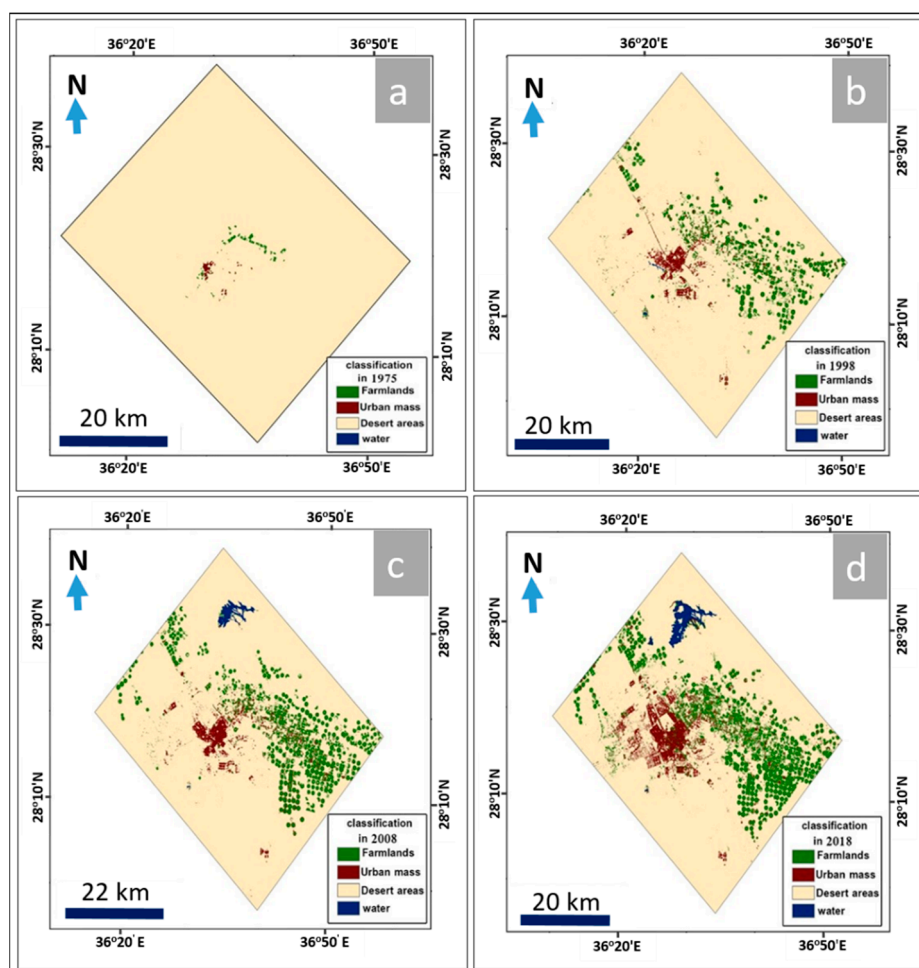 36°20'E
36°50'E
N
a
28°30'N
28°30'N
28°10'N
28°10'N
classification
in 1975
Farmlands
Urban mass
Desert areas
water
20 km
36°20'E
36°50'E
36°20'E
36°50'E
N
b
28°30'N
28°30'N
28°10'N
28°10'N
classification
in 1998
Farmlands
Urban mass
Desert areas
water
20 km
36°20'E
36°50'E
36°20'E
36°50'E
N
c
28°30'N
28°30'N
28°10'N
28°10'N
classification
in 2008
Farmlands
Urban mass
Desert areas
water
22 km
36°20'E
36°50'E
36°20'E
36°50'E
N
d
28°30'N
28°30'N
28°10'N
28°10'N
classification
in 2018
Farmlands
Urban mass
Desert areas
water
20 km
36°20'E
36°50'E